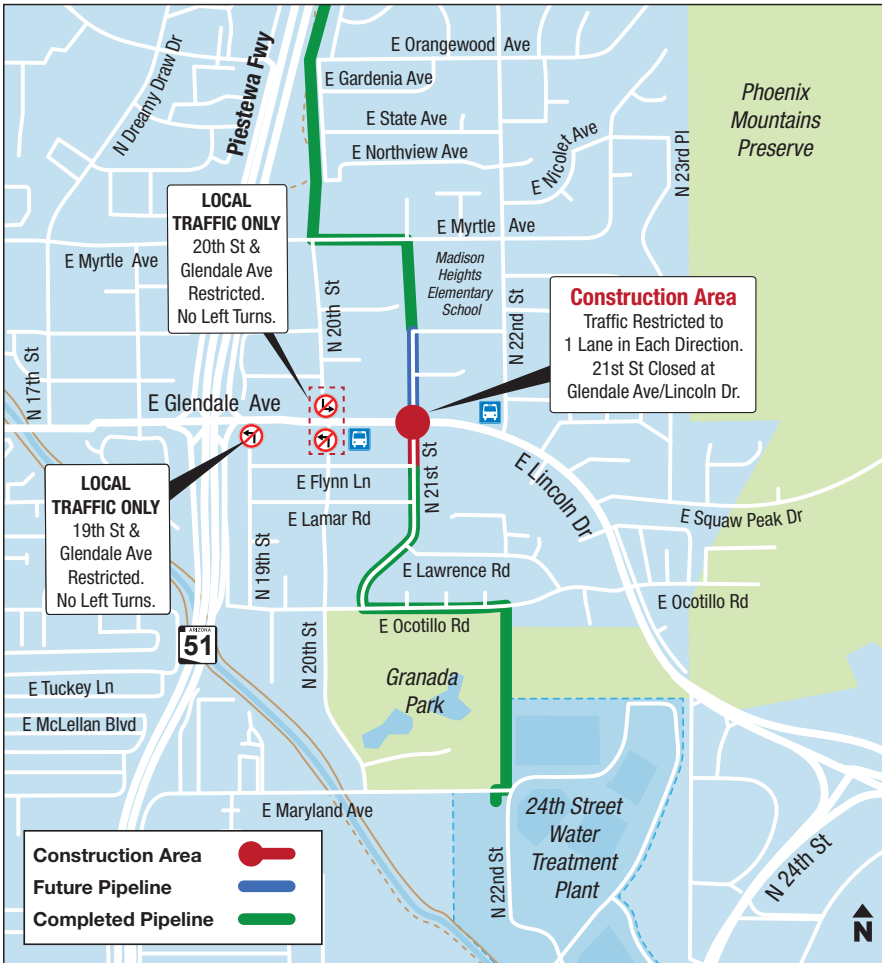 E Orangewood Ave
E Gardenia Ave
N Dreamy Draw Dr
Piestewa Fwy
E State Ave
E Northview Ave
E Nicolet Ave
N 23rd Pl
Phoenix
Mountains
Preserve
LOCAL
TRAFFIC ONLY
20th St &
Glendale Ave
Restricted.
No Left Turns.
E Myrtle Ave
E Myrtle Ave
Madison
Heights
Elementary
School
N 20th St
N 22nd St
Construction Area
Traffic Restricted to
1 Lane in Each Direction.
21st St Closed at
Glendale Ave/Lincoln Dr.
N 17th St
E Glendale Ave
LOCAL
TRAFFIC ONLY
19th St &
Glendale Ave
Restricted.
No Left Turns.
E Flynn Ln
N 21st St
E Lincoln Dr
E Lamar Rd
E Squaw Peak Dr
N 19th St
E Lawrence Rd
E Ocotillo Rd
E Ocotillo Rd
ARIZONA
51
N 20th St
Granada
Park
E Tuckey Ln
E McLellan Blvd
E Maryland Ave
24th Street
Water
Treatment
Plant
N 22nd St
N 24th St
Construction Area
Future Pipeline
Completed Pipeline
N